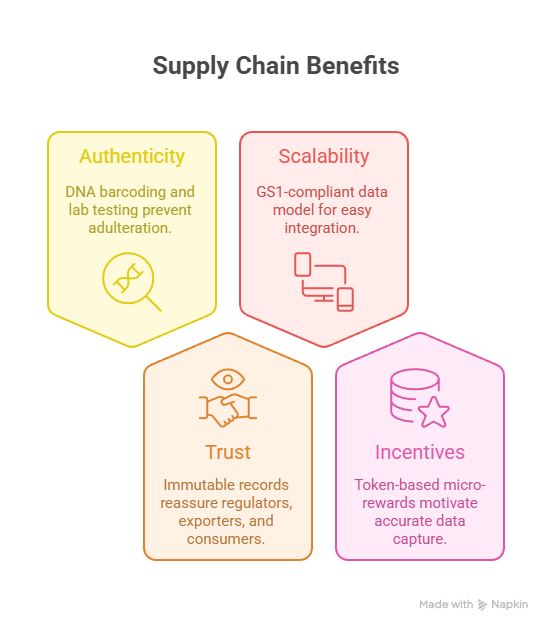 Supply Chain Benefits
Authenticity
DNA barcoding and
lab testing prevent
adulteration.
Scalability
GS1-compliant data
model for easy
integration.
Trust
Immutable records
reassure regulators,
exporters, and
consumers.
Incentives
Token-based micro-
rewards motivate
accurate data
capture.
Made with Napkin